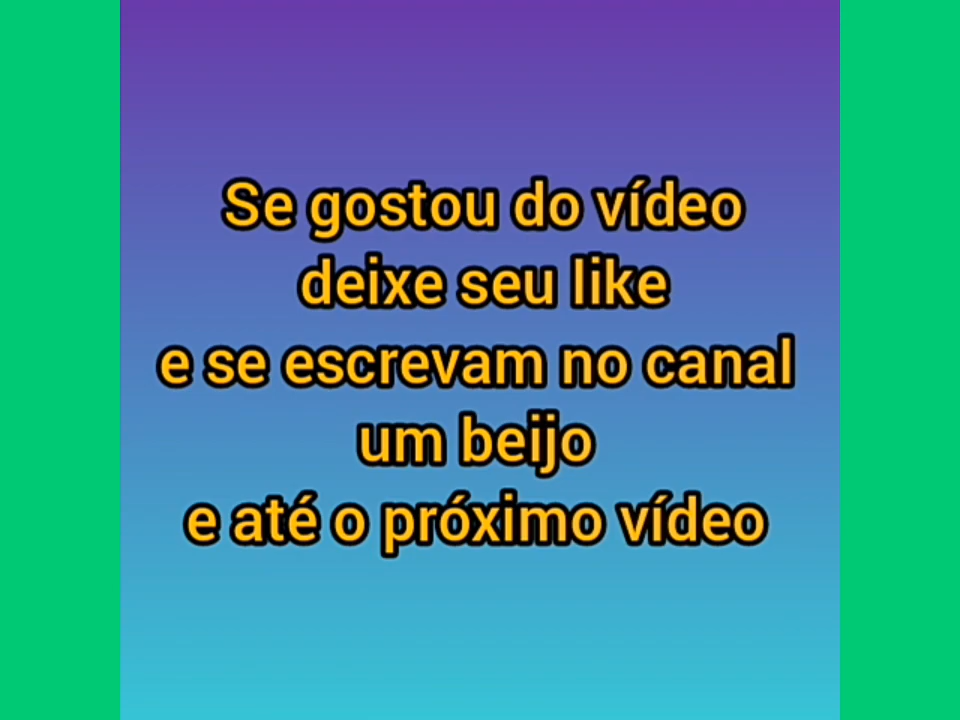 Se gostou do vídeo
deixe seu like
e se escrevam no canal
um beijo
e até o próximo vídeo